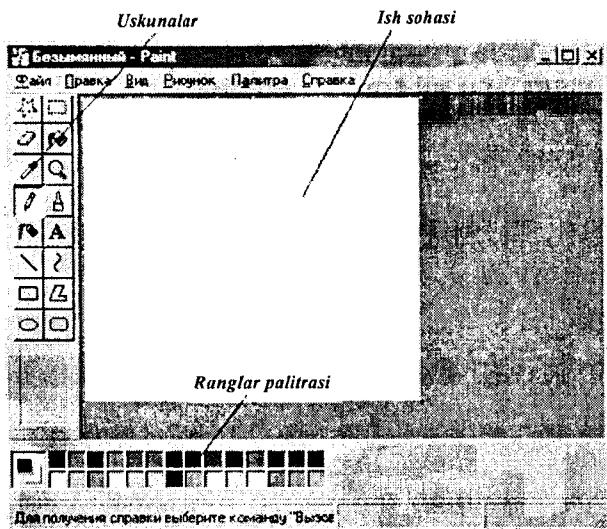 Uskunalar
Ish sohasi
Безымянный - Paint
Файл Правка Вид Рисунок Палитра Справка
A
Ranglar palitrasi
Для получения справки выберите команду "Вызов